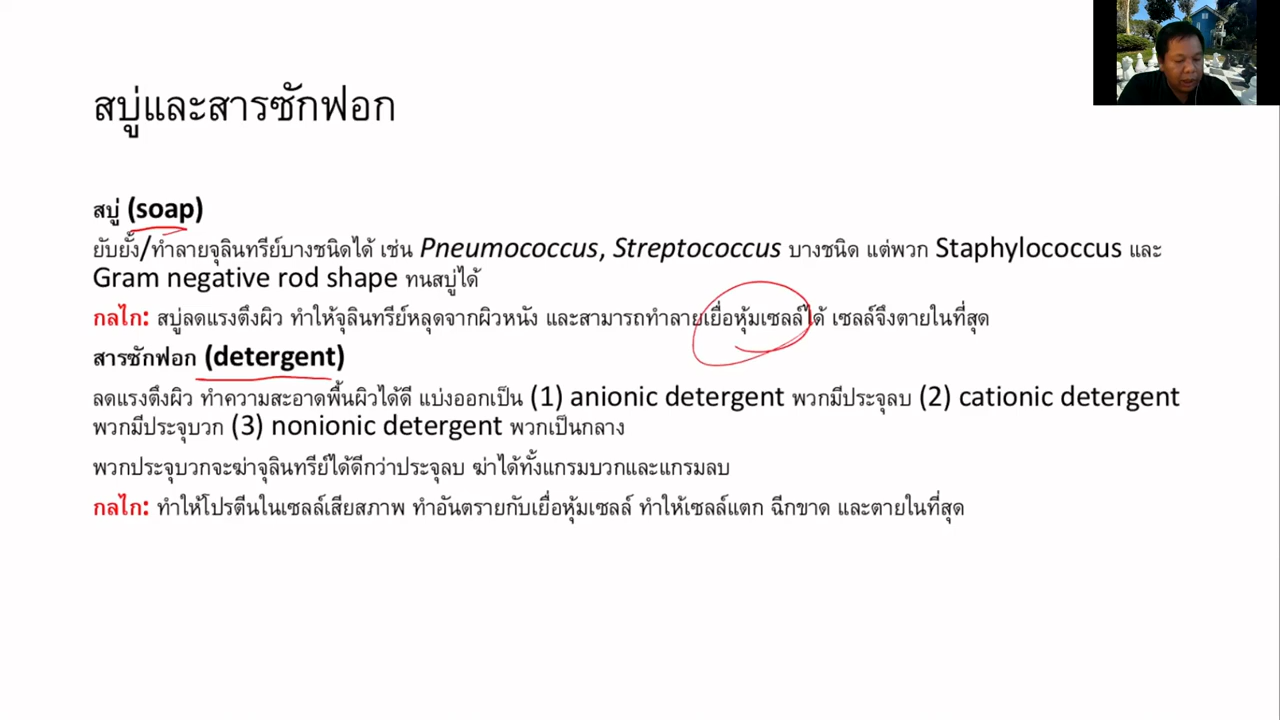 สบู่และสารซักฟอก
สบู่ (soap)
ยับยั้ง/ทำลายจุลินทรีย์บางชนิดได้ เช่น Pneumococcus, Streptococcus บางชนิด แต่พวก Staphylococcus และ
Gram negative rod shape ทนสบู่ได้
กลไก: สบู่ลดแรงตึงผิว ทำให้จุลินทรีย์หลุดจากผิวหนัง และสามารถทำลายเยื่อหุ้มเซลล์ได้ เซลล์จึงตายในที่สุด
สารซักฟอก (detergent)
ลดแรงตึงผิว ทำความสะอาดพื้นผิวได้ดี แบ่งออกเป็น (1) anionic detergent พวกมีประจุลบ (2) cationic detergent
พวกมีประจุบวก (3) nonionic detergent พวกเป็นกลาง
พวกประจุบวกจะฆ่าจุลินทรีย์ได้ดีกว่าประจุลบ ฆ่าได้ทั้งแกรมบวกและแกรมลบ
กลไก: ทำให้โปรตีนในเซลล์เสียสภาพ ทำอันตรายกับเยื่อหุ้มเซลล์ ทำให้เซลล์แตก ฉีกขาด และตายในที่สุด